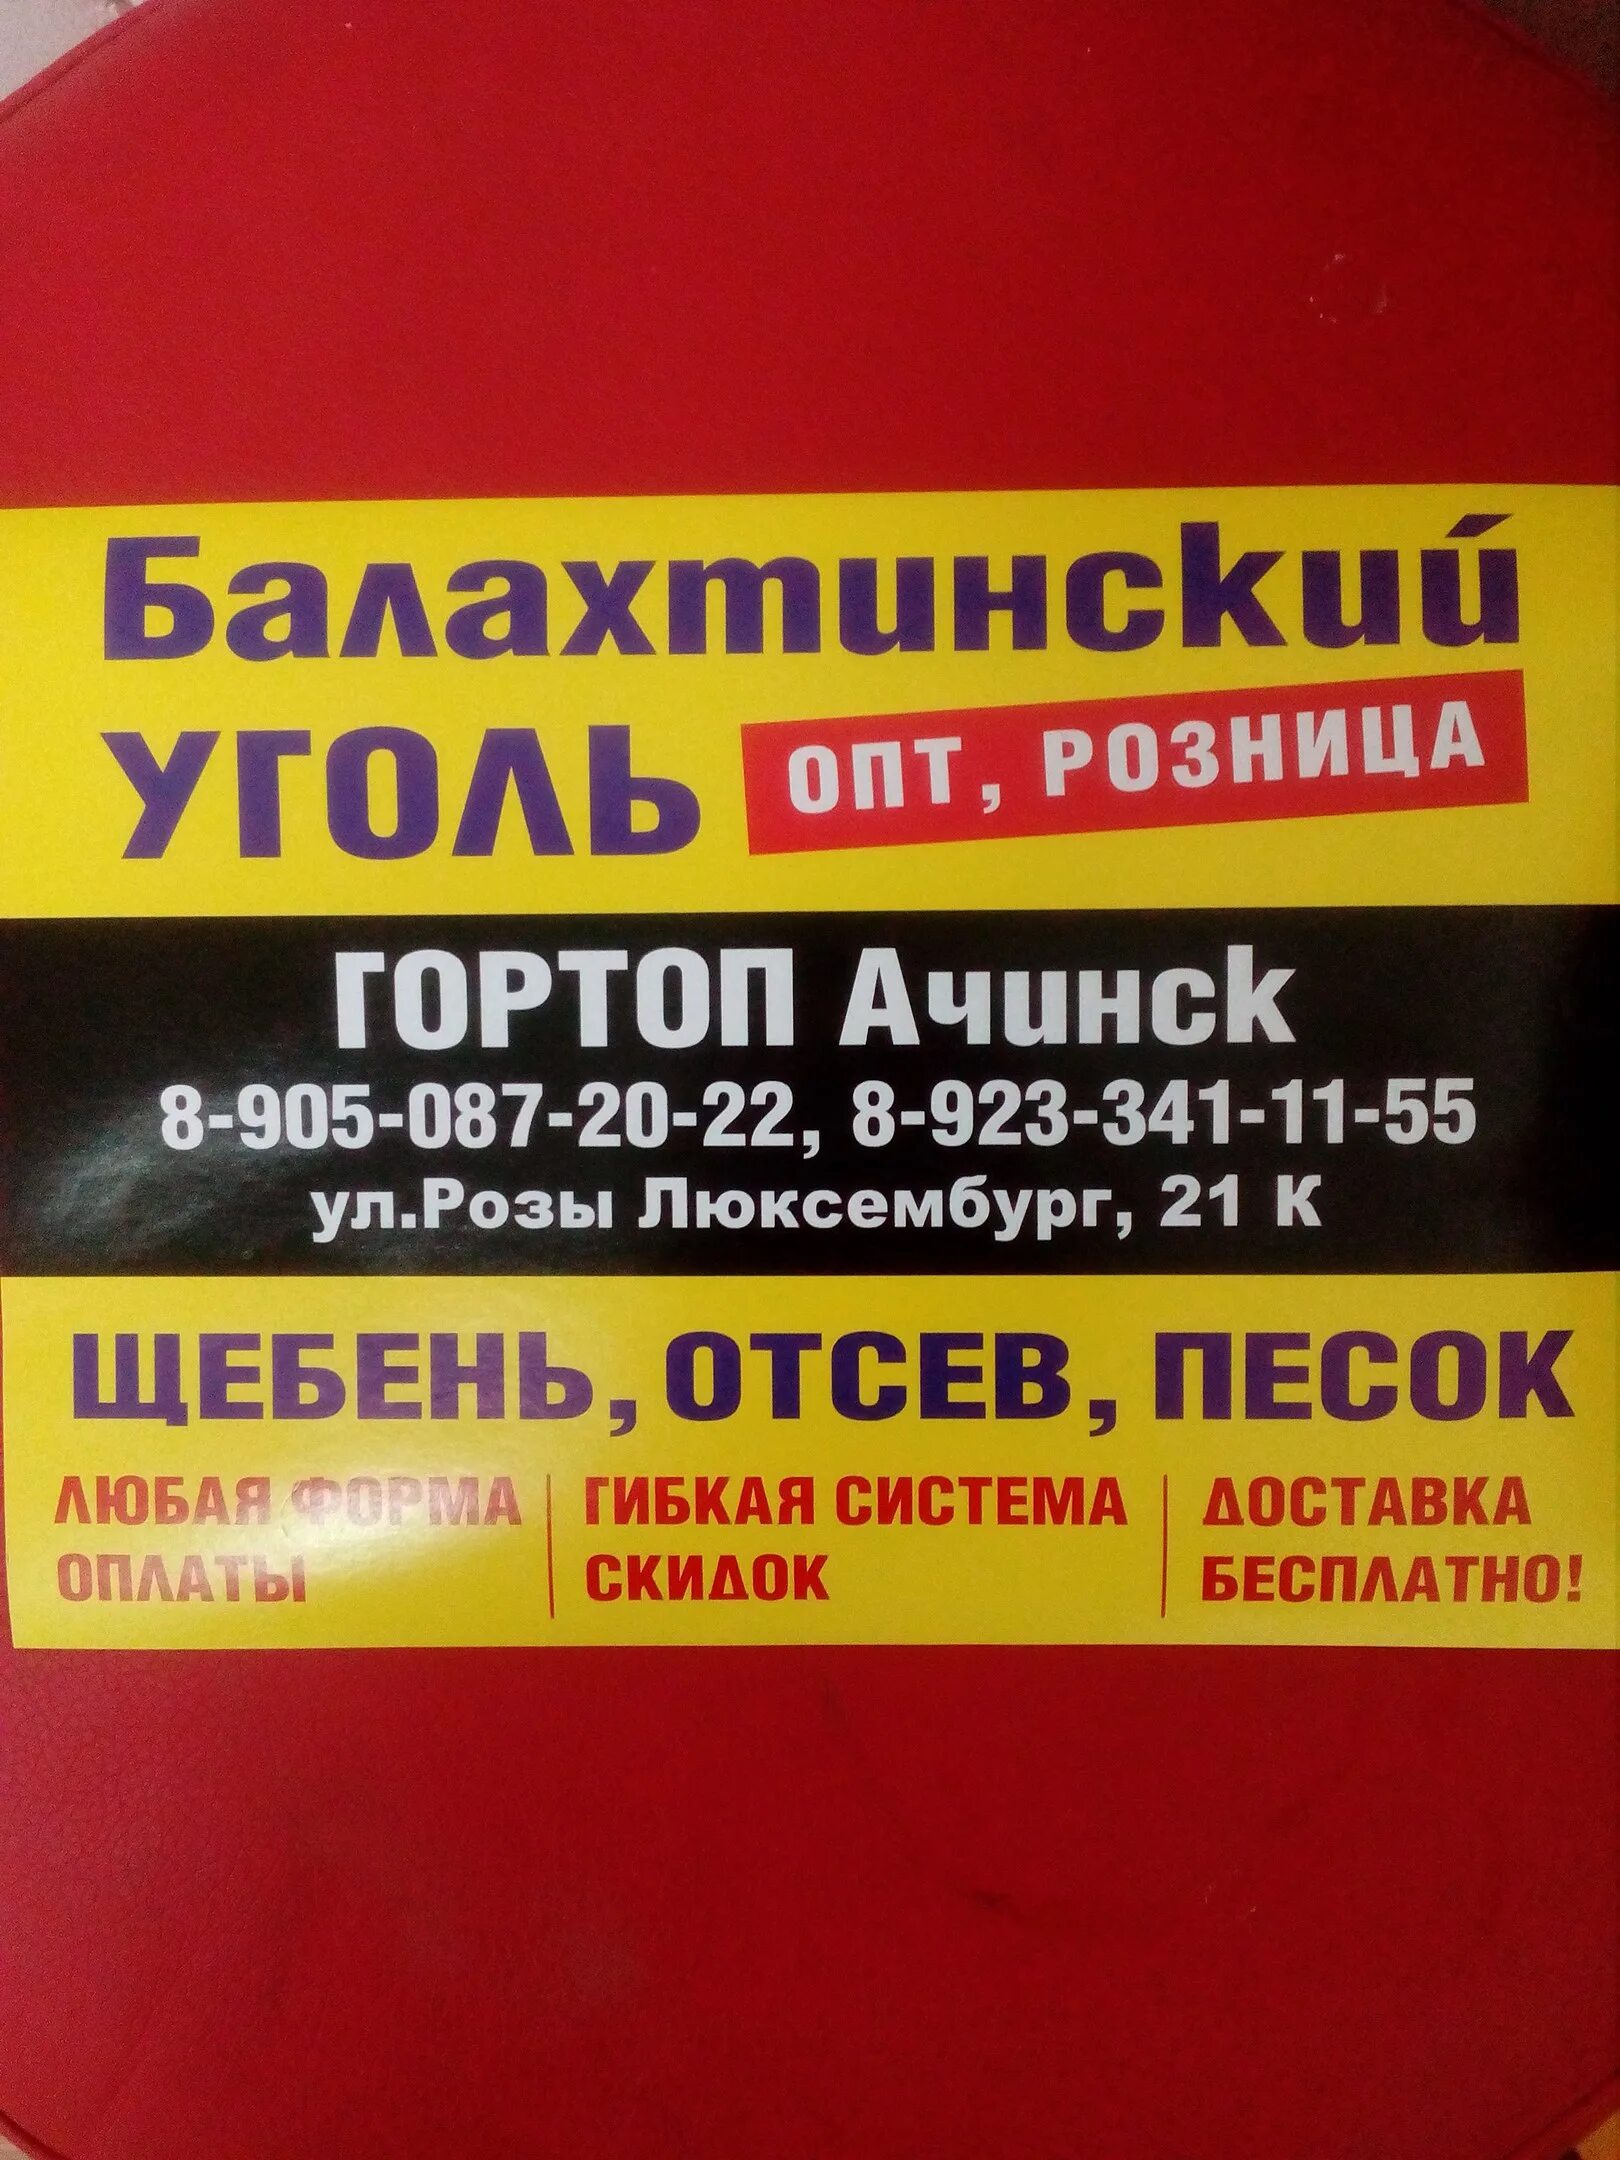 Балахтинский
УГОЛЬ
ОПТ, РОЗНИЦА
ГОРТОП Ачинск
8-905-087-20-22, 8-923-341-11-55
ул.Розы Люксембург, 21 К
ЩЕБЕНЬ, ОТСЕВ, ПЕСОК
ЛЮБАЯ ФОРМА
ОПЛАТЫ
ГИБКАЯ СИСТЕМА
СКИДОК
ДОСТАВКА
БЕСПЛАТНО!